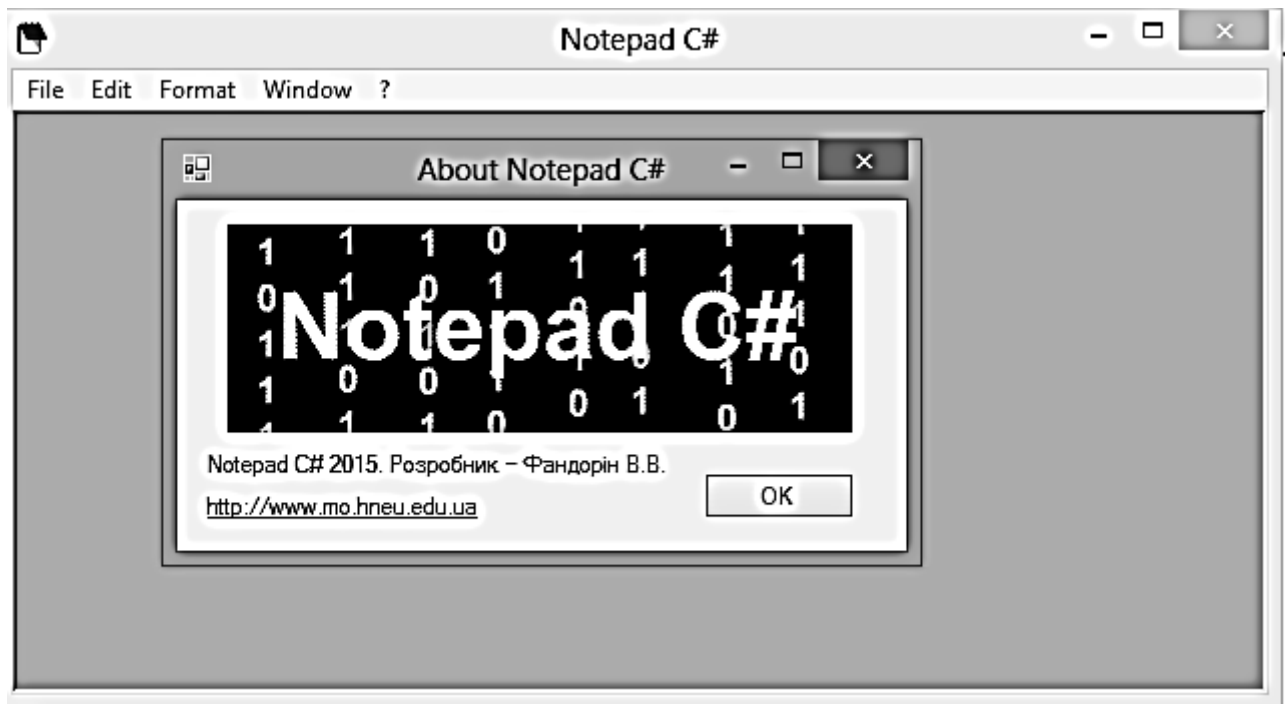 Notepad C#
File Edit Format Window ?
About Notepad C#
Notepad C#
Notepad C# 2015. Розробник – Фандорін В.В.
http://www.mo.hneu.edu.ua
OK